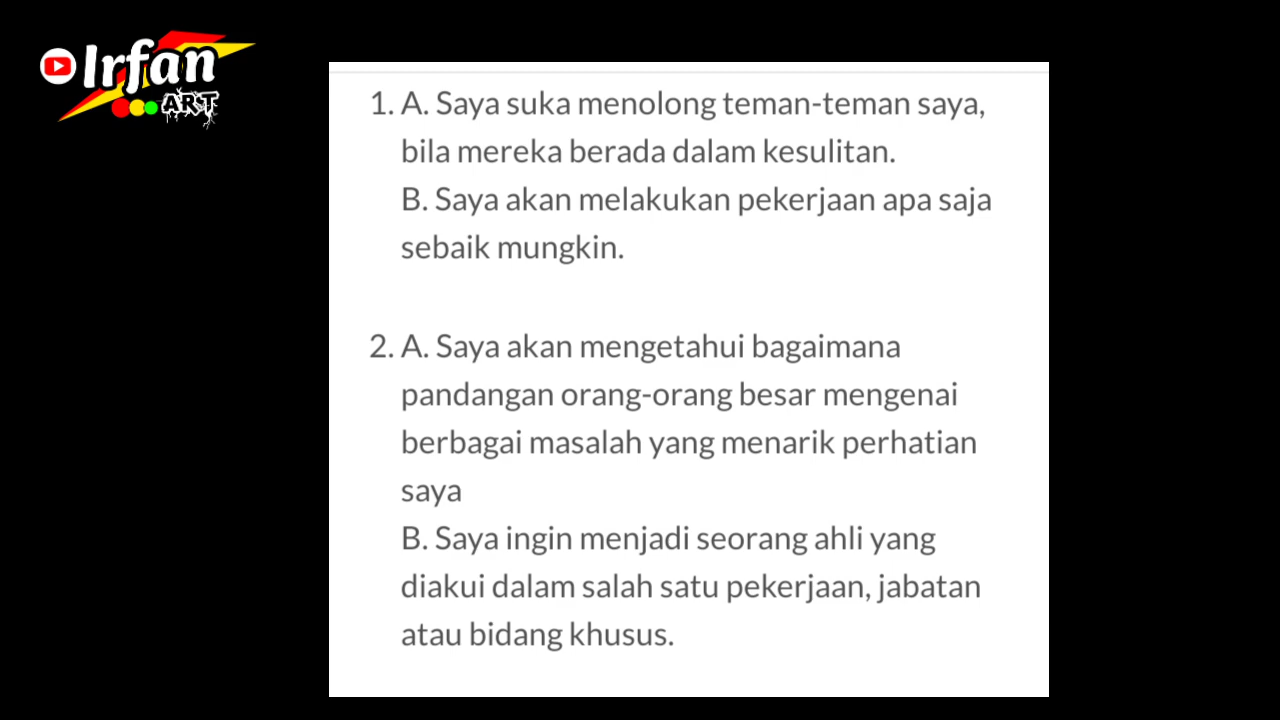 Irfan
ART
1. A. Saya suka menolong teman-teman saya,
bila mereka berada dalam kesulitan.
B. Saya akan melakukan pekerjaan apa saja
sebaik mungkin.
2. A. Saya akan mengetahui bagaimana
pandangan orang-orang besar mengenai
berbagai masalah yang menarik perhatian
saya
B. Saya ingin menjadi seorang ahli yang
diakui dalam salah satu pekerjaan, jabatan
atau bidang khusus.